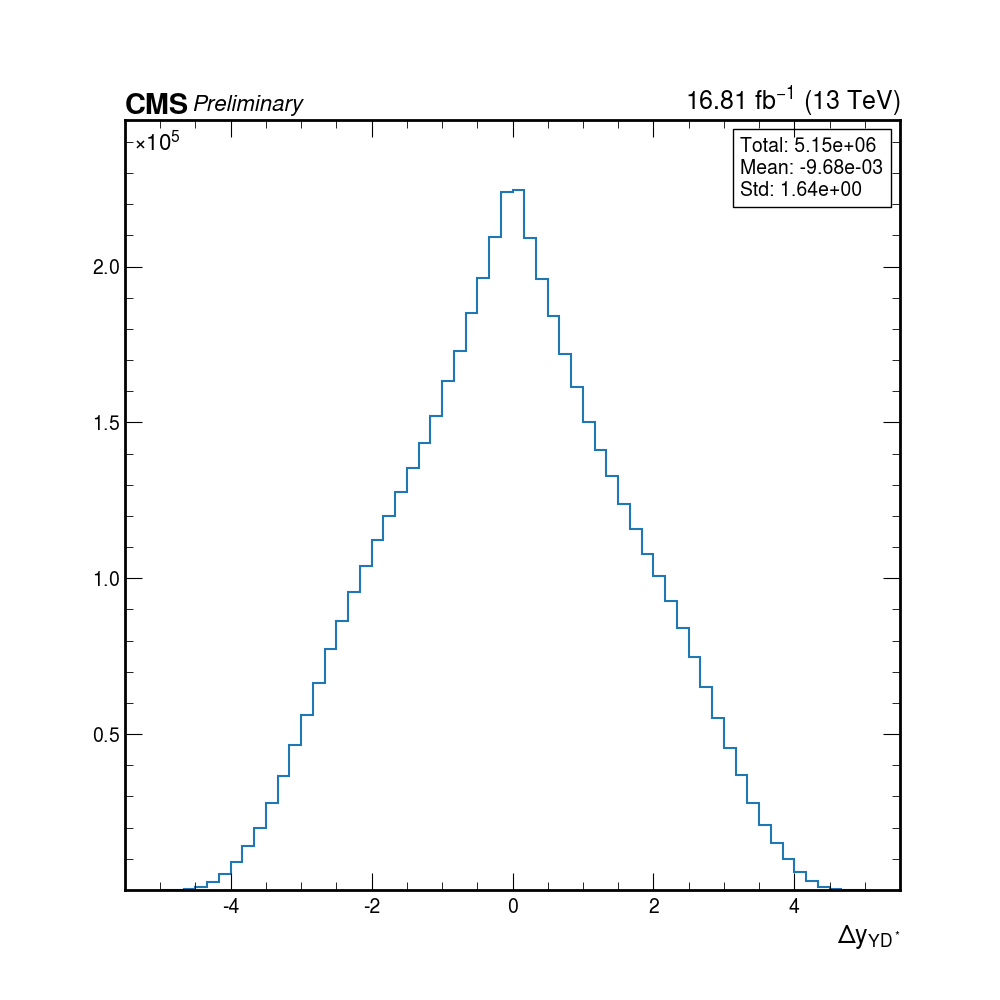 CMS Preliminary 16.81 fb⁻¹ (13 TeV)
×10⁵
Total: 5.15e+06
Mean: -9.68e-03
Std: 1.64e+00
2.0
1.5
1.0
0.5
-4 -2 0 2 4
Δy_YD*